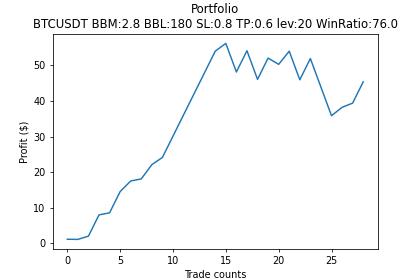 Portfolio
BTCUSDT BBM:2.8 BBL:180 SL:0.8 TP:0.6 lev:20 WinRatio:76.0
Profit ($)
50
40
30
20
10
0
0 5 10 15 20 25
Trade counts